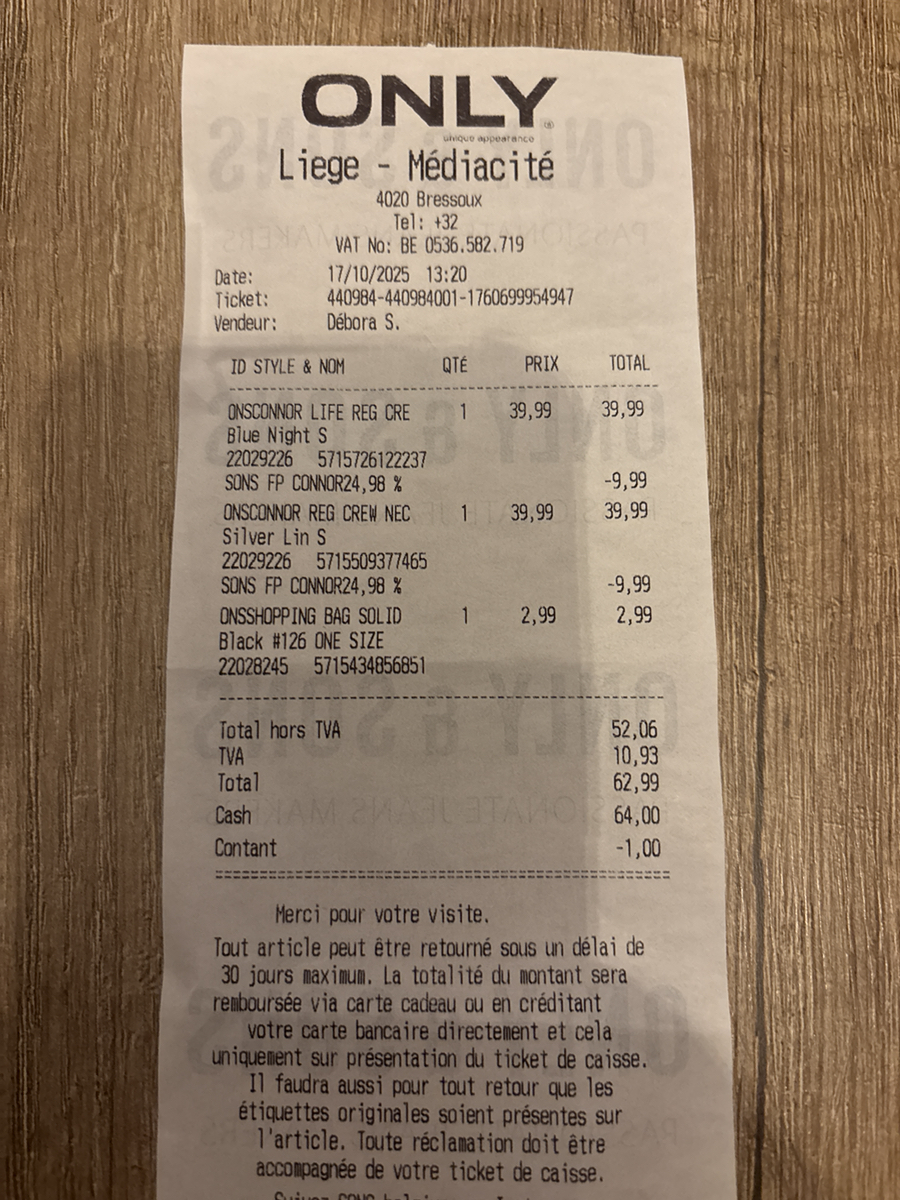 ONLY
unique appearance
Liege - Médiacité
4020 Bressoux
Tel: +32
VAT No: BE 0536.582.719
Date: 17/10/2025 13:20
Ticket: 440984-440984001-1760699954947
Vendeur: Débora S.
ID STYLE & NOM QTÉ PRIX TOTAL
ONSCONNOR LIFE REG CRE 1 39,99 39,99
Blue Night S
22029226 5715726122237
SONS FP CONNOR24,98 % -9,99
ONSCONNOR REG CREW NEC 1 39,99 39,99
Silver Lin S
22029226 5715509377465
SONS FP CONNOR24,98 % -9,99
ONSSHOPPING BAG SOLID 1 2,99 2,99
Black #126 ONE SIZE
22028245 5715434856851
Total hors TVA 52,06
TVA 10,93
Total 62,99
Cash 64,00
Contant -1,00
Merci pour votre visite.
Tout article peut être retourné sous un délai de
30 jours maximum. La totalité du montant sera
remboursée via carte cadeau ou en créditant
votre carte bancaire directement et cela
uniquement sur présentation du ticket de caisse.
Il faudra aussi pour tout retour que les
étiquettes originales soient présentes sur
l'article. Toute réclamation doit être
accompagnée de votre ticket de caisse.